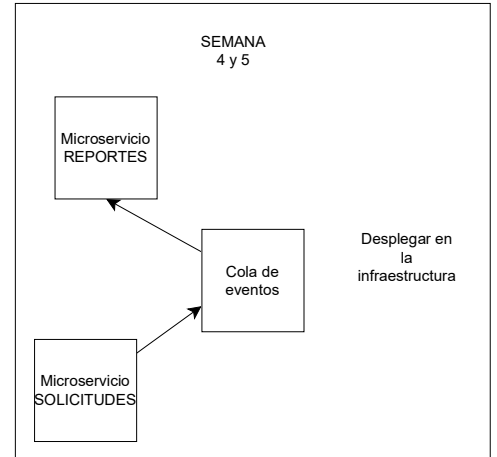 SEMANA
4 y 5
Microservicio
REPORTES
Cola de
eventos
Desplegar en
la
infraestructura
Microservicio
SOLICITUDES